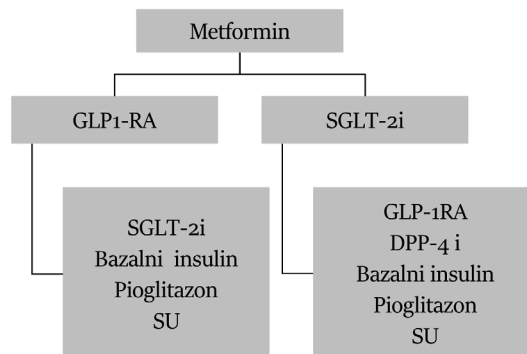 Metformin
GLP1-RA
SGLT-2i
SGLT-2i
Bazalni insulin
Pioglitazon
SU
GLP-1RA
DPP-4 i
Bazalni insulin
Pioglitazon
SU